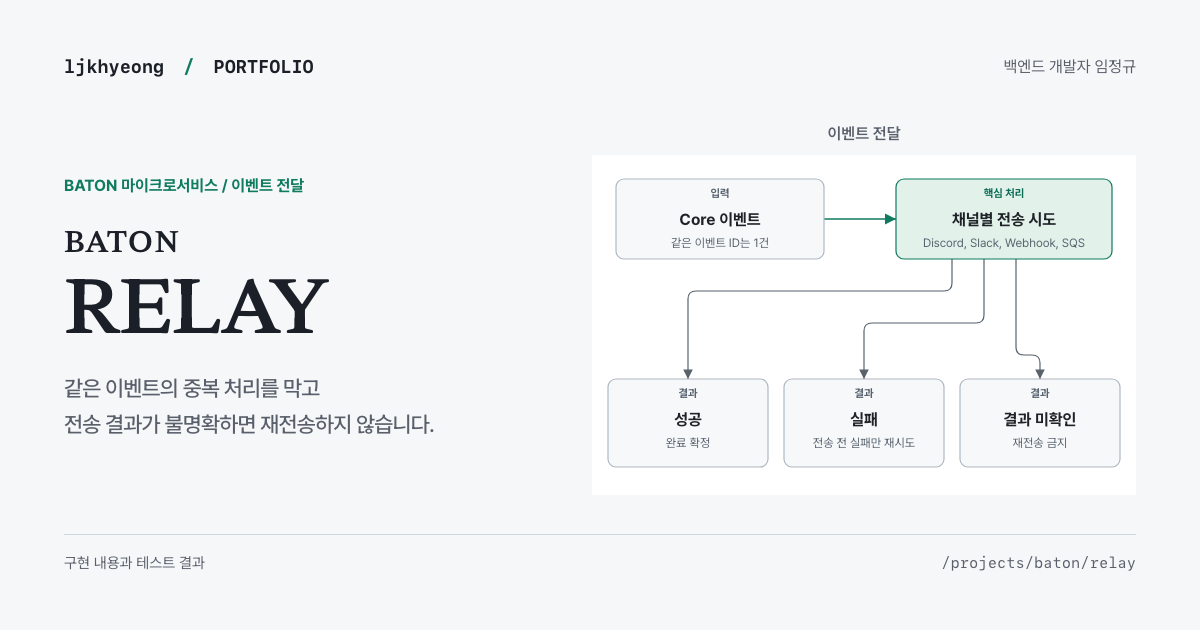 ljkhyeong / PORTFOLIO
백엔드 개발자 임정규
BATON 마이크로서비스 / 이벤트 전달
BATON
RELAY
같은 이벤트의 중복 처리를 막고
전송 결과가 불명확하면 재전송하지 않습니다.
이벤트 전달
입력
Core 이벤트
같은 이벤트 ID는 1건
핵심 처리
채널별 전송 시도
Discord, Slack, Webhook, SQS
결과
성공
완료 확정
결과
실패
전송 전 실패만 재시도
결과
결과 미확인
재전송 금지
구현 내용과 테스트 결과
/projects/baton/relay